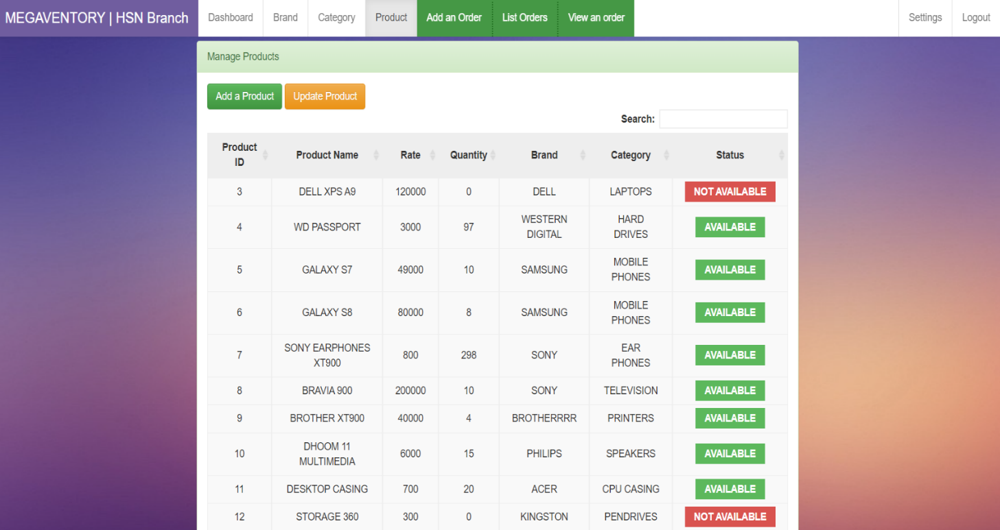 MEGAVENTORY | HSN Branch Dashboard Brand Category Product Add an Order List Orders View an order Settings Logout
Manage Products
Add a Product Update Product
Search:
Product ID Product Name Rate Quantity Brand Category Status
3 DELL XPS A9 120000 0 DELL LAPTOPS NOT AVAILABLE
4 WD PASSPORT 3000 97 WESTERN DIGITAL HARD DRIVES AVAILABLE
5 GALAXY S7 49000 10 SAMSUNG MOBILE PHONES AVAILABLE
6 GALAXY S8 80000 8 SAMSUNG MOBILE PHONES AVAILABLE
7 SONY EARPHONES XT900 800 298 SONY EAR PHONES AVAILABLE
8 BRAVIA 900 200000 10 SONY TELEVISION AVAILABLE
9 BROTHER XT900 40000 4 BROTHERRRR PRINTERS AVAILABLE
10 DHOOM 11 MULTIMEDIA 6000 15 PHILIPS SPEAKERS AVAILABLE
11 DESKTOP CASING 700 20 ACER CPU CASING AVAILABLE
12 STORAGE 360 300 0 KINGSTON PENDRIVES NOT AVAILABLE